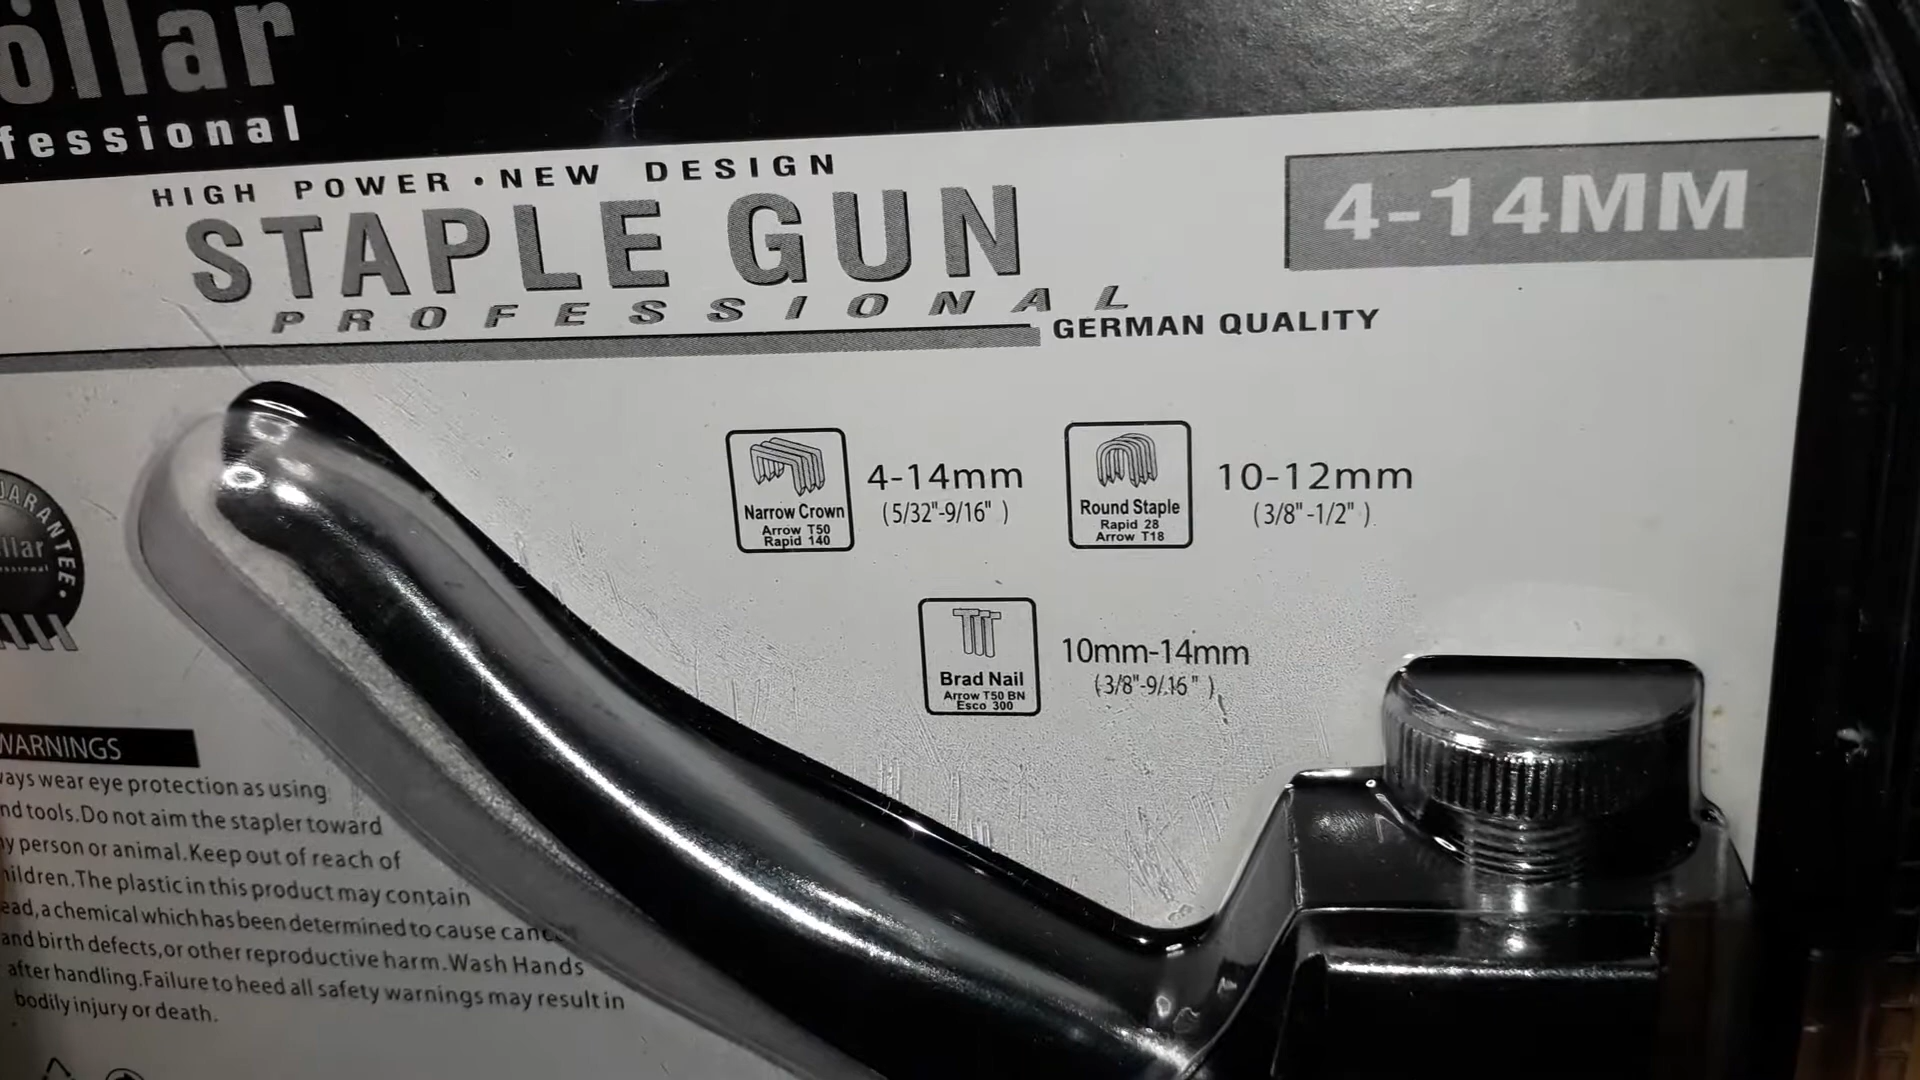 öllar
fessional
HIGH POWER • NEW DESIGN
STAPLE GUN
PROFESSIONAL
GERMAN QUALITY
4-14MM
Narrow Crown
Arrow T50
Rapid 140
4-14mm
(5/32"-9/16" )
Round Staple
Rapid 28
Arrow T18
10-12mm
(3/8"-1/2" )
Brad Nail
Arrow T50 BN
Esco 300
10mm-14mm
(3/8"-9/16" )
UARANTEE.
llar
WARNINGS
ways wear eye protection as using
nd tools.Do not aim the stapler toward
ny person or animal.Keep out of reach of
hildren.The plastic in this product may contain
ead,a chemical which has been determined to cause canc
and birth defects,or other reproductive harm.Wash Hands
after handling.Failure to heed all safety warnings may result in
bodily injury or death.